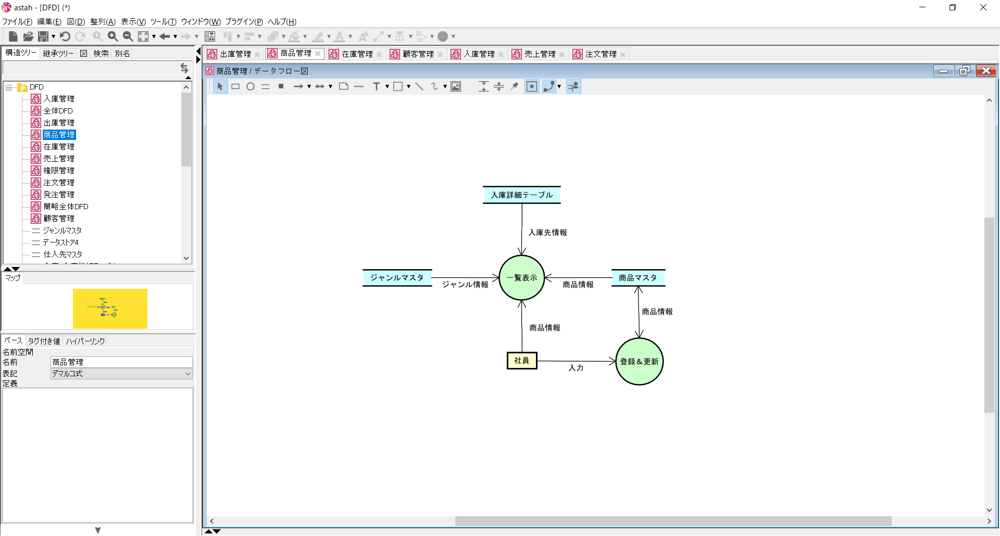 astah - [DFD] (*)
ファイル(F) 編集(E) 図(D) 整列(A) 表示(V) ツール(T) ウィンドウ(W) プラグイン(P) ヘルプ(H)
構造ツリー 継承ツリー 図 検索 別名
出庫管理 商品管理 在庫管理 顧客管理 入庫管理 売上管理 注文管理
商品管理 / データフロー図
DFD
入庫管理
全体DFD
出庫管理
商品管理
在庫管理
売上管理
権限管理
注文管理
発注管理
簡略全体DFD
顧客管理
ジャンルマスタ
データストア4
仕入先マスタ
マップ
ベース タグ付き値 ハイパーリンク
名前空間
名前 商品管理
表記 デマルコ式
定義
入庫詳細テーブル
入庫先情報
ジャンルマスタ
ジャンル情報
一覧表示
商品情報
商品マスタ
商品情報
商品情報
社員
入力
登録＆更新